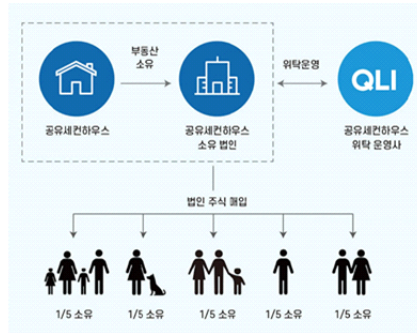 부동산
소유
위탁운영
QLI
공유세컨하우스
공유세컨하우스
소유 법인
공유세컨하우스
위탁 운영사
법인 주식 매입
1/5 소유
1/5 소유
1/5 소유
1/5 소유
1/5 소유